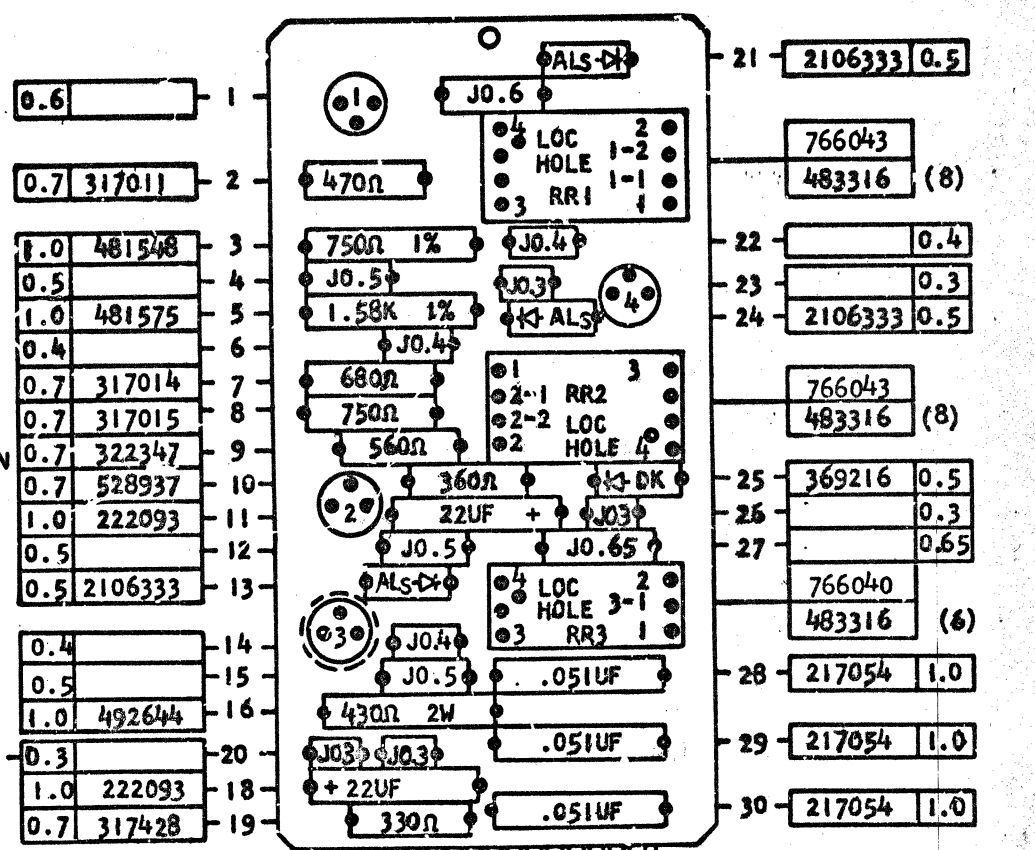 ALS 21 2106333 0.5
0.6 1 1 J0.6
4 LOC 2 766043
HOLE 1-2
0.7 317011 2 470Ω 1-1 483316 (8)
3 RR1 1
1.0 481548 3 750Ω 1% J0.4 22 0.4
0.5 4 J0.5 J0.3 4 23 0.3
1.0 481575 5 1.58K 1% ALS 24 2106333 0.5
0.4 6 J0.4
0.7 317014 7 680Ω 1 3 766043
2-1 RR2
0.7 317015 8 750Ω 2-2 LOC 483316 (8)
0.7 322347 9 560Ω 2 HOLE 4
0.7 528937 10 360Ω DK 25 369216 0.5
1.0 222093 11 2 22UF + J03 26 0.3
0.5 12 J0.5 J0.65 27 0.65
0.5 2106333 13 ALS 4 LOC 2 766040
HOLE 3-1
3 3 RR3 1 483316 (6)
0.4 14 J0.4
0.5 15 J0.5 .051UF 28 217054 1.0
1.0 492644 16 430Ω 2W
0.3 20 J03 J0.3 .051UF 29 217054 1.0
1.0 222093 18 + 22UF
0.7 317428 19 330Ω .051UF 30 217054 1.0